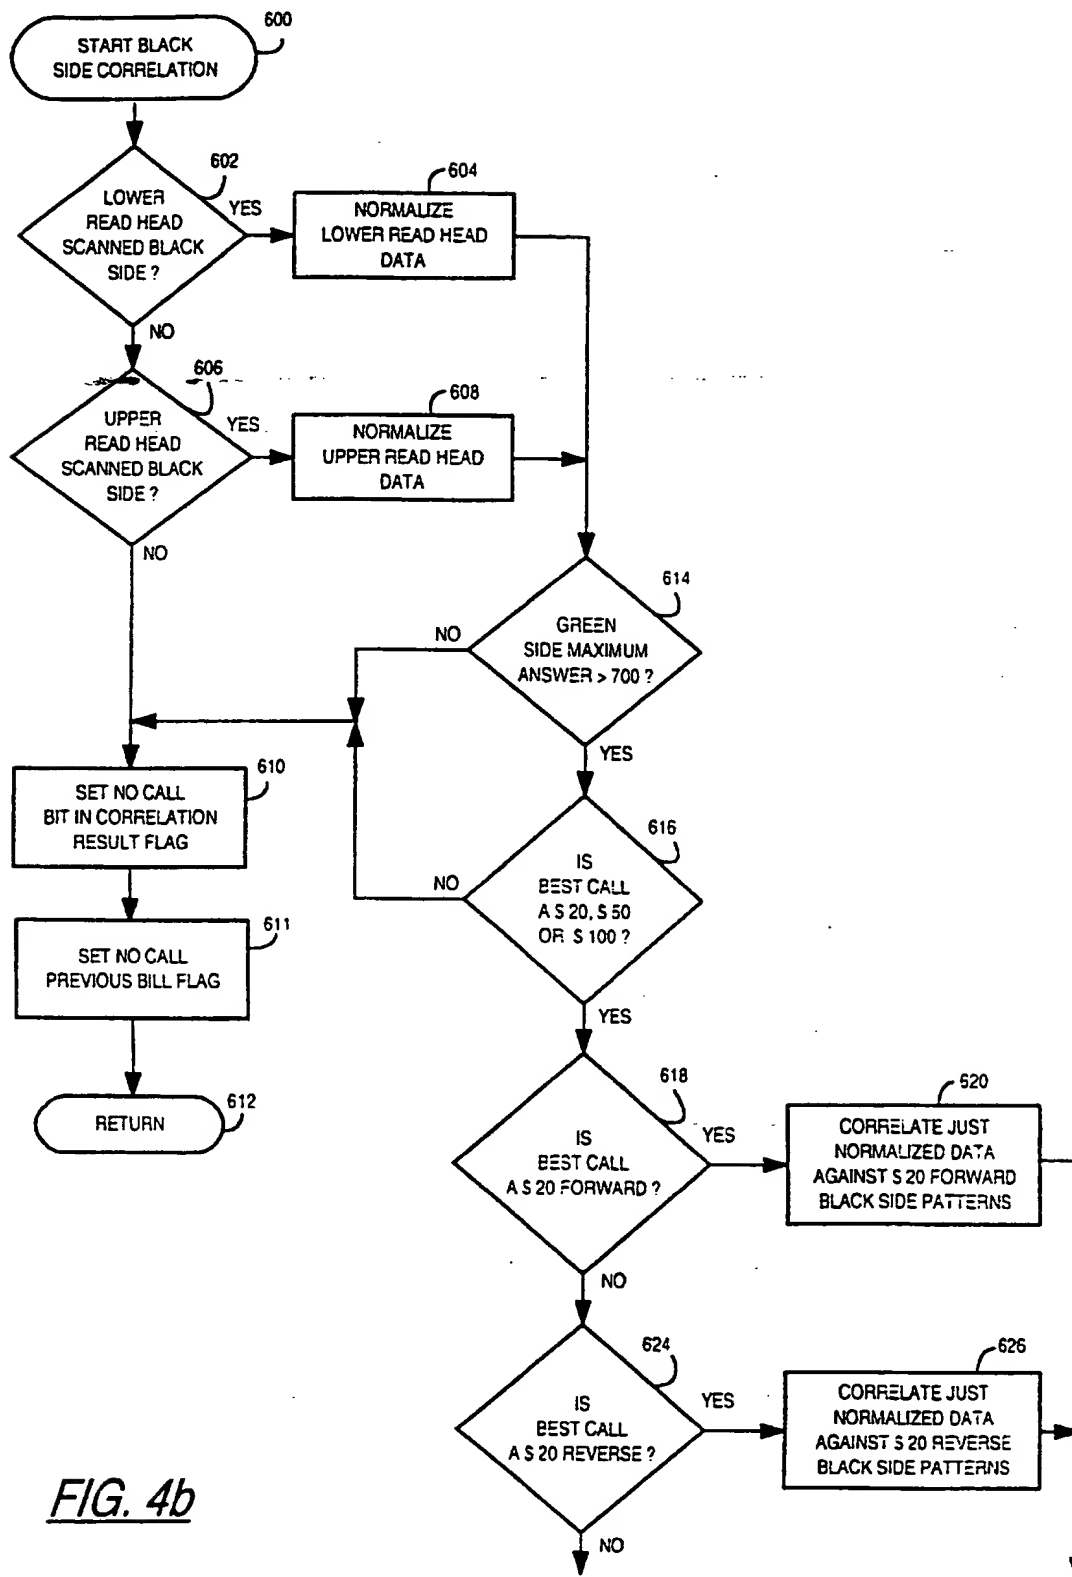 600
START BLACK
SIDE CORRELATION
602
LOWER
READ HEAD
SCANNED BLACK
SIDE ?
YES
604
NORMALIZE
LOWER READ HEAD
DATA
NO
606
UPPER
READ HEAD
SCANNED BLACK
SIDE ?
YES
608
NORMALIZE
UPPER READ HEAD
DATA
NO
614
GREEN
SIDE MAXIMUM
ANSWER > 700 ?
NO
YES
610
SET NO CALL
BIT IN CORRELATION
RESULT FLAG
616
IS
BEST CALL
A $ 20, $ 50
OR $ 100 ?
NO
YES
611
SET NO CALL
PREVIOUS BILL FLAG
612
RETURN
618
IS
BEST CALL
A $ 20 FORWARD ?
YES
620
CORRELATE JUST
NORMALIZED DATA
AGAINST $ 20 FORWARD
BLACK SIDE PATTERNS
NO
624
IS
BEST CALL
A $ 20 REVERSE ?
YES
626
CORRELATE JUST
NORMALIZED DATA
AGAINST $ 20 REVERSE
BLACK SIDE PATTERNS
NO
FIG. 4b